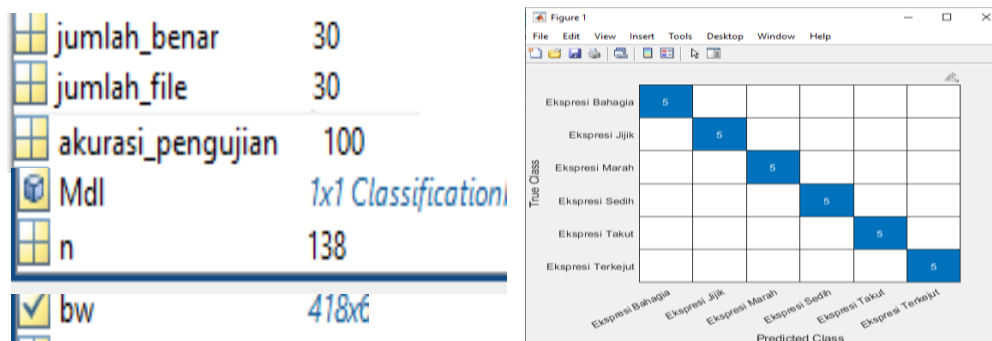 jumlah_benar 30
jumlah_file 30
akurasi_pengujian 100
Mdl 1x1 Classification
n 138
bw 418x6
Figure 1
File Edit View Insert Tools Desktop Window Help
True Class
Ekspresi Bahagia 5
Ekspresi Jijik 5
Ekspresi Marah 5
Ekspresi Sedih 5
Ekspresi Takut 5
Ekspresi Terkejut 5
Ekspresi Bahagia Ekspresi Jijik Ekspresi Marah Ekspresi Sedih Ekspresi Takut Ekspresi Terkejut
Predicted Class